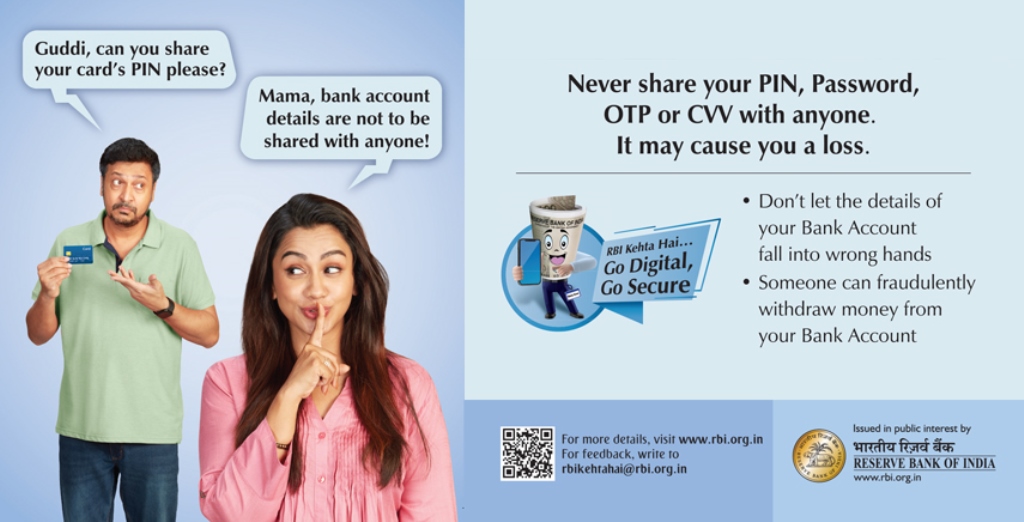 Guddi, can you share
your card's PIN please?
Mama, bank account
details are not to be
shared with anyone!
Never share your PIN, Password,
OTP or CVV with anyone.
It may cause you a loss.
RESERVE BANK OF INDIA
RBI Kehta Hai...
Go Digital,
Go Secure
• Don't let the details of
your Bank Account
fall into wrong hands
• Someone can fraudulently
withdraw money from
your Bank Account
For more details, visit www.rbi.org.in
For feedback, write to
rbikehtahai@rbi.org.in
Issued in public interest by
भारतीय रिज़र्व बैंक
RESERVE BANK OF INDIA
www.rbi.org.in